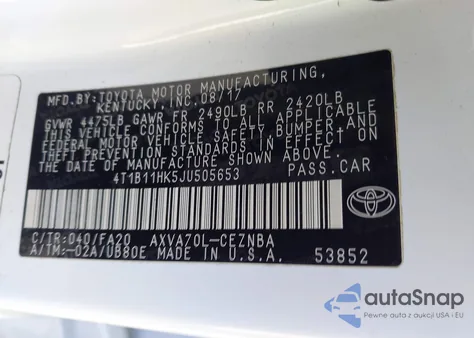 MFD.BY:TOYOTA MOTOR MANUFACTURING,
KENTUCKY,INC.08/17
GVWR 4475LB GAWR FR 2490LB RR 2420LB
THIS VEHICLE CONFORMS TO ALL APPLICABLE
FEDERAL MOTOR VEHICLE SAFETY, BUMPER, AND
THEFT PREVENTION STANDARDS IN EFFECT ON
THE DATE OF MANUFACTURE SHOWN ABOVE.
4T1B11HK5JU505653 PASS.CAR
C/TR:040/FA20 AXVA70L-CEZNBA
A/TM:-02A/UB80E MADE IN U.S.A. 53852
TOYOTA
autoSnap
Pewne auta z USA i EU